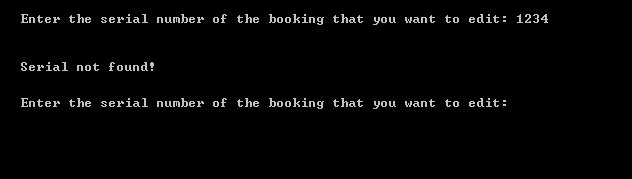 Enter the serial number of the booking that you want to edit: 1234
Serial not found!
Enter the serial number of the booking that you want to edit: